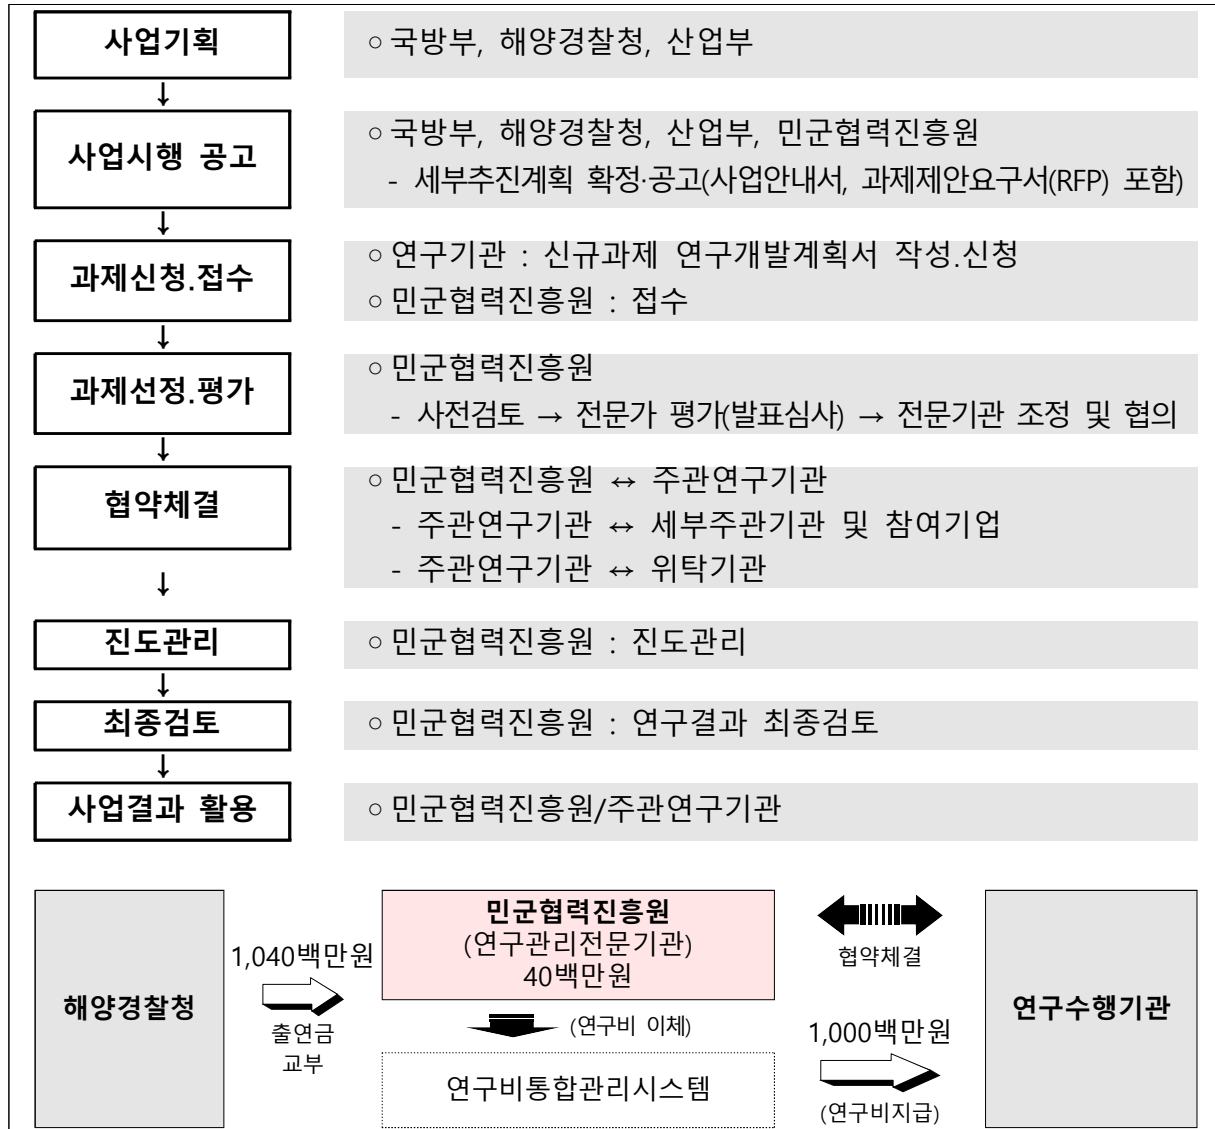 사업기획
○ 국방부, 해양경찰청, 산업부
↓
사업시행 공고
○ 국방부, 해양경찰청, 산업부, 민군협력진흥원
- 세부추진계획 확정·공고(사업안내서, 과제제안요구서(RFP) 포함)
↓
과제신청.접수
○ 연구기관 : 신규과제 연구개발계획서 작성.신청
○ 민군협력진흥원 : 접수
↓
과제선정.평가
○ 민군협력진흥원
- 사전검토 → 전문가 평가(발표심사) → 전문기관 조정 및 협의
↓
협약체결
○ 민군협력진흥원 ↔ 주관연구기관
- 주관연구기관 ↔ 세부주관기관 및 참여기업
- 주관연구기관 ↔ 위탁기관
↓
진도관리
○ 민군협력진흥원 : 진도관리
↓
최종검토
○ 민군협력진흥원 : 연구결과 최종검토
↓
사업결과 활용
○ 민군협력진흥원/주관연구기관
해양경찰청
1,040백만원
출연금
교부
민군협력진흥원
(연구관리전문기관)
40백만원
(연구비 이체)
연구비통합관리시스템
협약체결
1,000백만원
(연구비지급)
연구수행기관